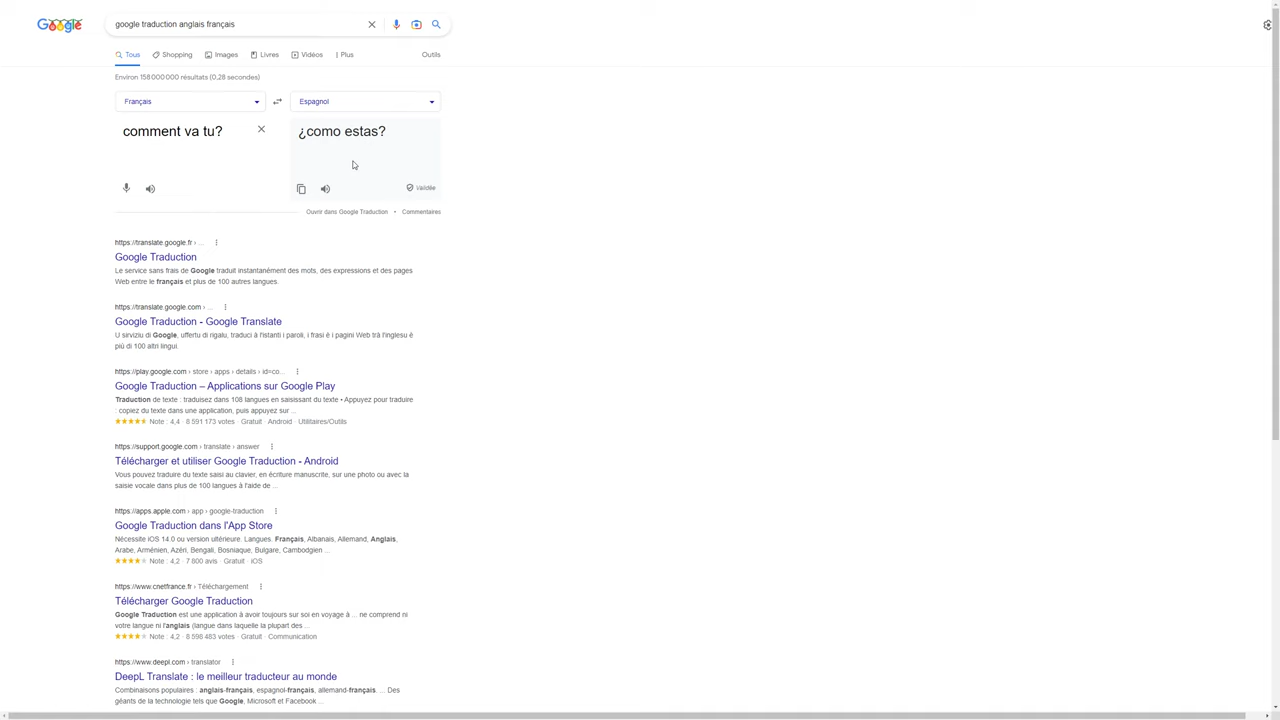 Google
google traduction anglais français
Tous
Shopping
Images
Livres
Vidéos
Plus
Outils
Environ 158 000 000 résultats (0,28 secondes)
Français
Espagnol
comment va tu?
¿como estas?
Validée
Ouvrir dans Google Traduction • Commentaires
https://translate.google.fr › ...
Google Traduction
Le service sans frais de Google traduit instantanément des mots, des expressions et des pages
Web entre le français et plus de 100 autres langues.
https://translate.google.com › ...
Google Traduction - Google Translate
U sirviziu di Google, uffertu di rigalu, traduci à l'istanti i paroli, i frasi è i pagini Web trà l'inglesu è
più di 100 altri lingui.
https://play.google.com › store › apps › details › id=co...
Google Traduction – Applications sur Google Play
Traduction de texte : traduisez dans 108 langues en saisissant du texte • Appuyez pour traduire
: copiez du texte dans une application, puis appuyez sur ...
Note : 4,4 · 8 591 173 votes · Gratuit · Android · Utilitaires/Outils
https://support.google.com › translate › answer
Télécharger et utiliser Google Traduction - Android
Vous pouvez traduire du texte saisi au clavier, en écriture manuscrite, sur une photo ou avec la
saisie vocale dans plus de 100 langues à l'aide de ...
https://apps.apple.com › app › google-traduction
Google Traduction dans l'App Store
Nécessite iOS 14.0 ou version ultérieure. Langues. Français, Albanais, Allemand, Anglais,
Arabe, Arménien, Azéri, Bengali, Bosniaque, Bulgare, Cambodgien ...
Note : 4,2 · 7 800 avis · Gratuit · iOS
https://www.cnetfrance.fr › Téléchargement
Télécharger Google Traduction
Google Traduction est une application à avoir toujours sur soi en voyage à ... ne comprend ni
votre langue ni l'anglais (langue dans laquelle la plupart des ...
Note : 4,2 · 8 598 483 votes · Gratuit · Communication
https://www.deepl.com › translator
DeepL Translate : le meilleur traducteur au monde
Combinaisons populaires : anglais-français, espagnol-français, allemand-français. ... Des
géants de la technologie tels que Google, Microsoft et Facebook ...